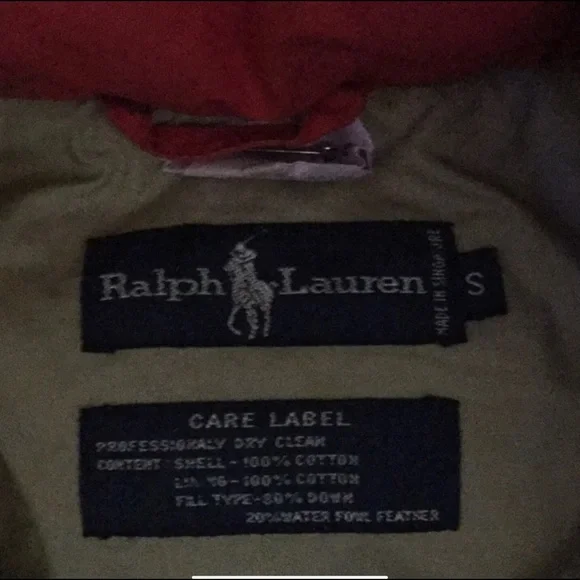 Ralph Lauren
MADE IN SINGAPORE
S
CARE LABEL
PROFESSIONALY DRY CLEAN
CONTENT SHELL - 100% COTTON
LINING - 100% COTTON
FILL TYPE - 80% DOWN
20% WATER FOWL FEATHER